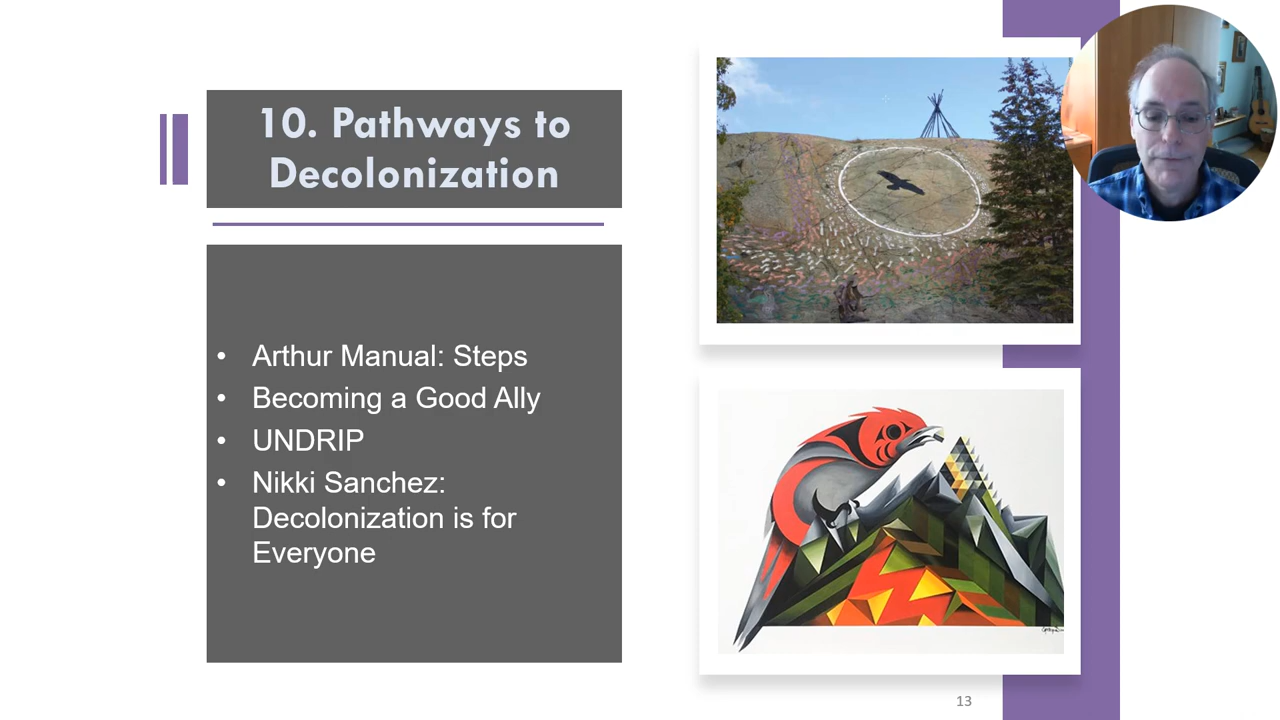 10. Pathways to
Decolonization
• Arthur Manual: Steps
• Becoming a Good Ally
• UNDRIP
• Nikki Sanchez:
Decolonization is for
Everyone
13